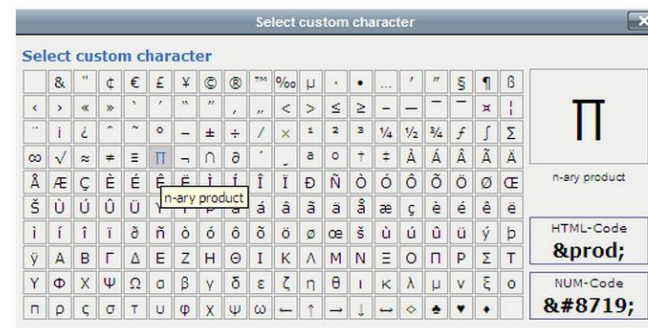 Select custom character
Select custom character
& " ¢ € £ ¥ © ® ™ ‰ µ · • … ′ ″ § ¶ ß
‹ › « » ‘ ’ “ ” ‚ „ < > ≤ ≥ – — ¯ ‾ ¤ ¦
¨ ¡ ¿ ˆ ˜ ° − ± ÷ ⁄ × ¹ ² ³ ¼ ½ ¾ ƒ ∫ ∑
∞ √ ≈ ≠ ≡ ∏ ¬ ∩ ∂ ´ ¸ ª º † ‡ À Á Â Ã Ä
Å Æ Ç È É Ê Ë Ì Í Î Ï Ð Ñ Ò Ó Ô Õ Ö Ø Œ
n-ary product
Š Ù Ú Û Ü á â ã ä å æ ç è é ê ë
ì í î ï ð ñ ò ó ô õ ö ø œ š ù ú û ü ý þ
ÿ Α Β Γ Δ Ε Ζ Η Θ Ι Κ Λ Μ Ν Ξ Ο Π Ρ Σ Τ
Υ Φ Χ Ψ Ω α β γ δ ε ζ η θ ι κ λ μ ν ξ ο
π ρ ς σ τ υ φ χ ψ ω ← ↑ → ↓ ↔ ◊ ♠ ♥ ♦
∏
n-ary product
HTML-Code
&prod;
NUM-Code
&#8719;